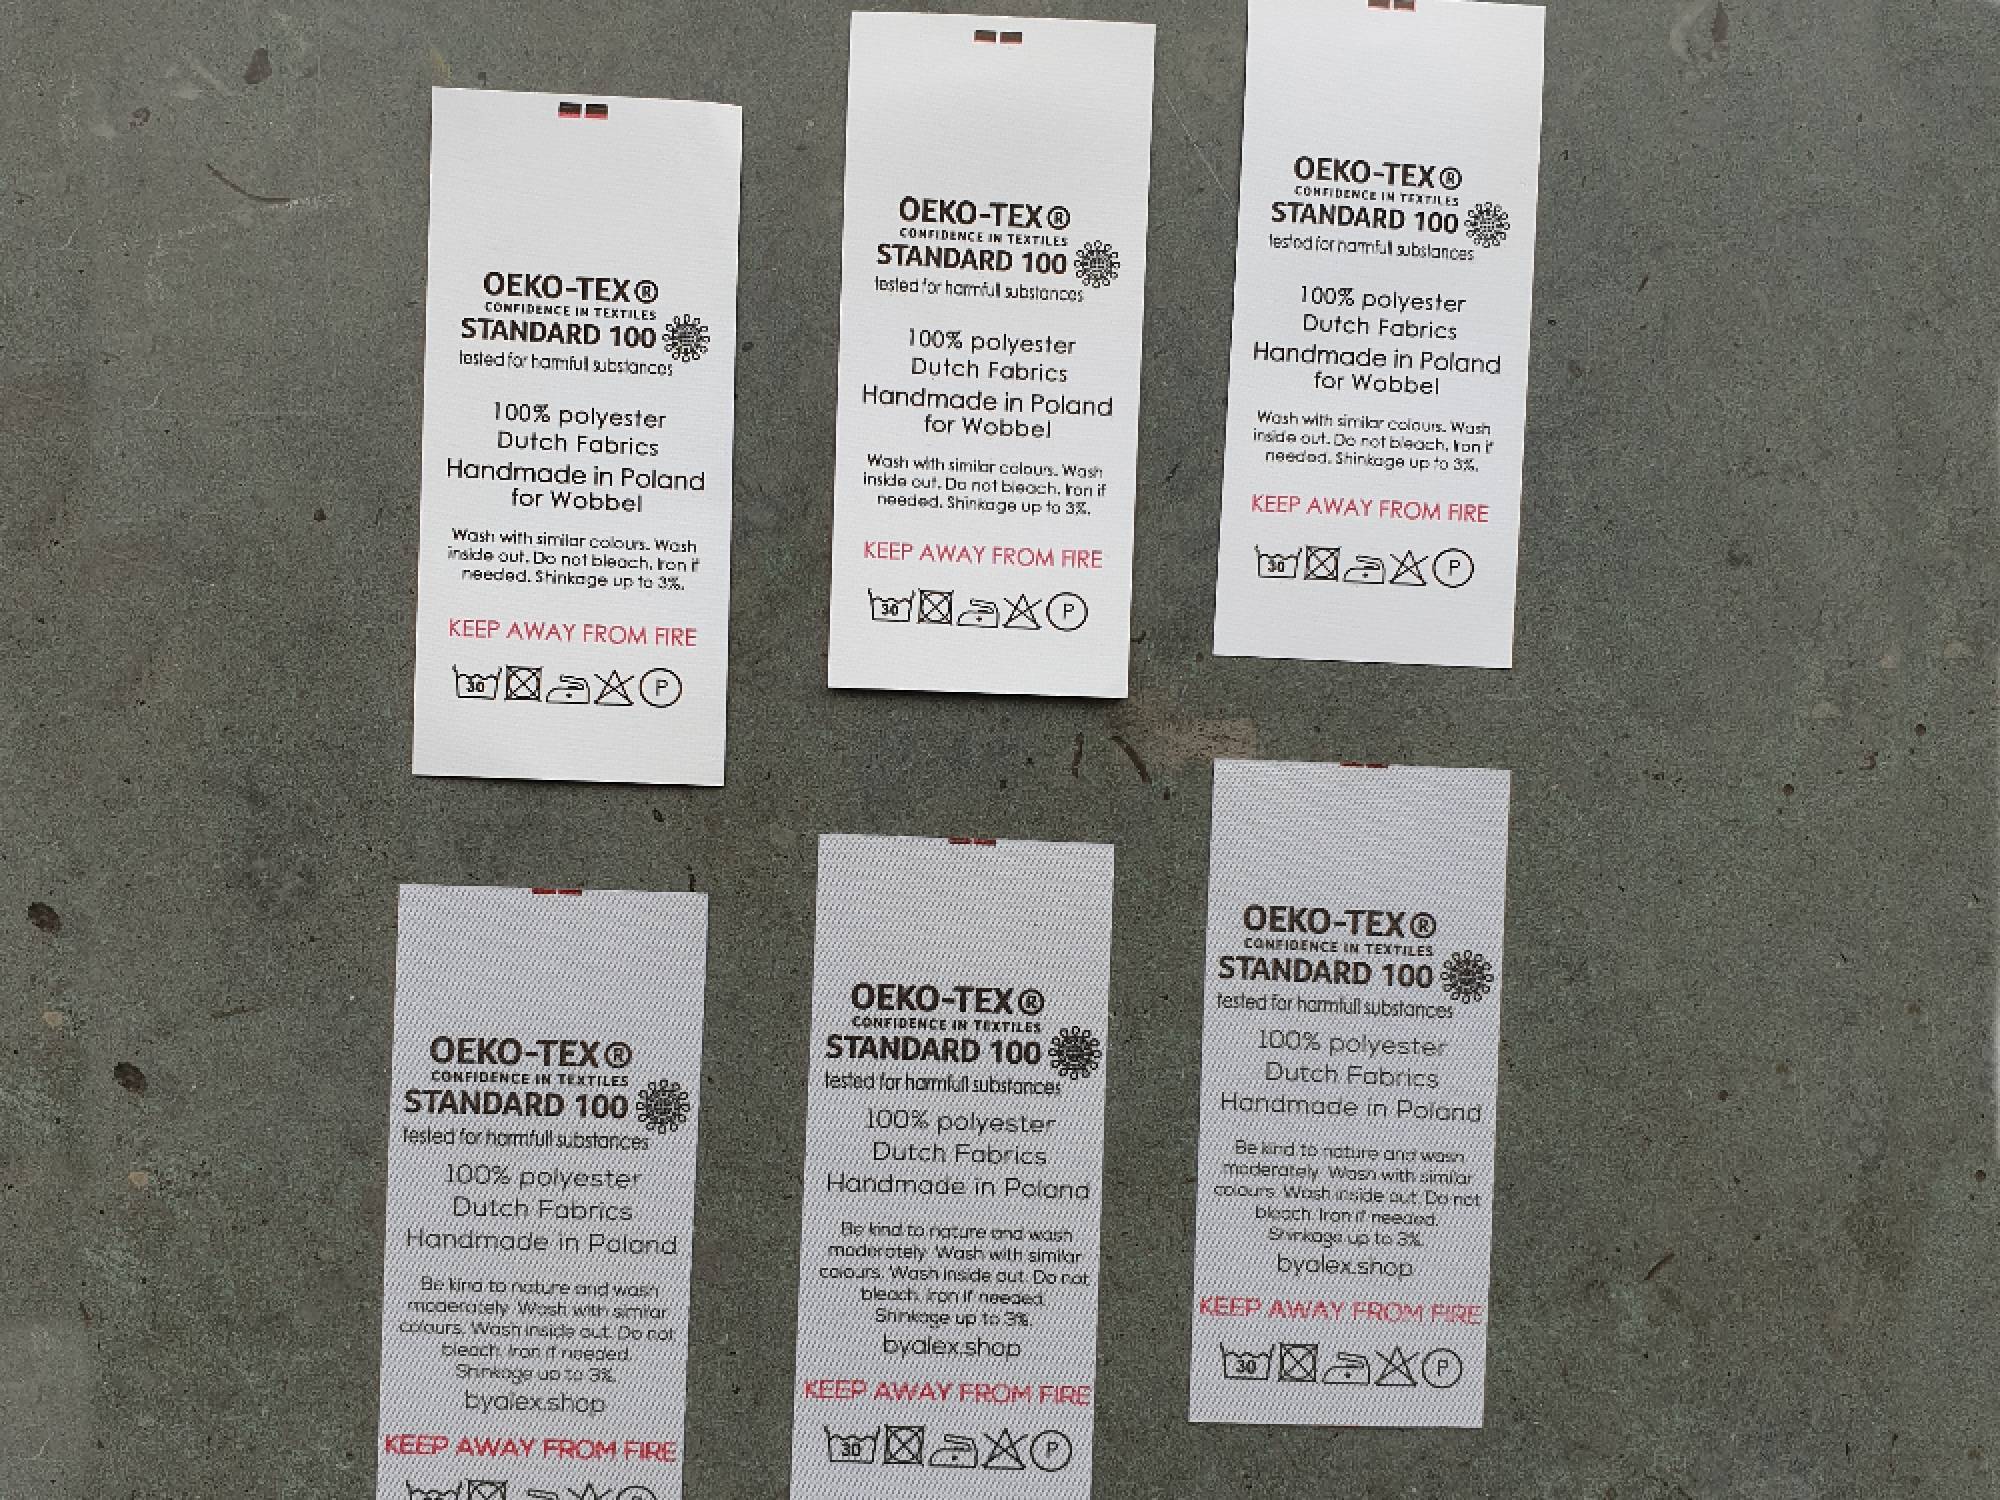 OEKO-TEX®
CONFIDENCE IN TEXTILES
STANDARD 100
tested for harmfull substances
100% polyester
Dutch Fabrics
Handmade in Poland
for Wobbel
Wash with similar colours. Wash
inside out. Do not bleach. Iron if
needed. Shinkage up to 3%.
KEEP AWAY FROM FIRE
30 P
OEKO-TEX®
CONFIDENCE IN TEXTILES
STANDARD 100
tested for harmfull substances
100% polyester
Dutch Fabrics
Handmade in Poland
for Wobbel
Wash with similar colours. Wash
inside out. Do not bleach. Iron if
needed. Shinkage up to 3%.
KEEP AWAY FROM FIRE
30 P
OEKO-TEX®
CONFIDENCE IN TEXTILES
STANDARD 100
tested for harmfull substances
100% polyester
Dutch Fabrics
Handmade in Poland
for Wobbel
Wash with similar colours. Wash
inside out. Do not bleach. Iron if
needed. Shinkage up to 3%.
KEEP AWAY FROM FIRE
30 P
OEKO-TEX®
CONFIDENCE IN TEXTILES
STANDARD 100
tested for harmfull substances
100% polyester
Dutch Fabrics
Handmade in Poland
Be kind to nature and wash
moderately. Wash with similar
colours. Wash inside out. Do not
bleach. Iron if needed.
Shinkage up to 3%.
byalex.shop
KEEP AWAY FROM FIRE
OEKO-TEX®
CONFIDENCE IN TEXTILES
STANDARD 100
tested for harmfull substances
100% polyester
Dutch Fabrics
Handmade in Poland
Be kind to nature and wash
moderately. Wash with similar
colours. Wash inside out. Do not
bleach. Iron if needed.
Shinkage up to 3%.
byalex.shop
KEEP AWAY FROM FIRE
30 P
OEKO-TEX®
CONFIDENCE IN TEXTILES
STANDARD 100
tested for harmfull substances
100% polyester
Dutch Fabrics
Handmade in Poland
Be kind to nature and wash
moderately. Wash with similar
colours. Wash inside out. Do not
bleach. Iron if needed.
Shinkage up to 3%.
byalex.shop
KEEP AWAY FROM FIRE
30 P